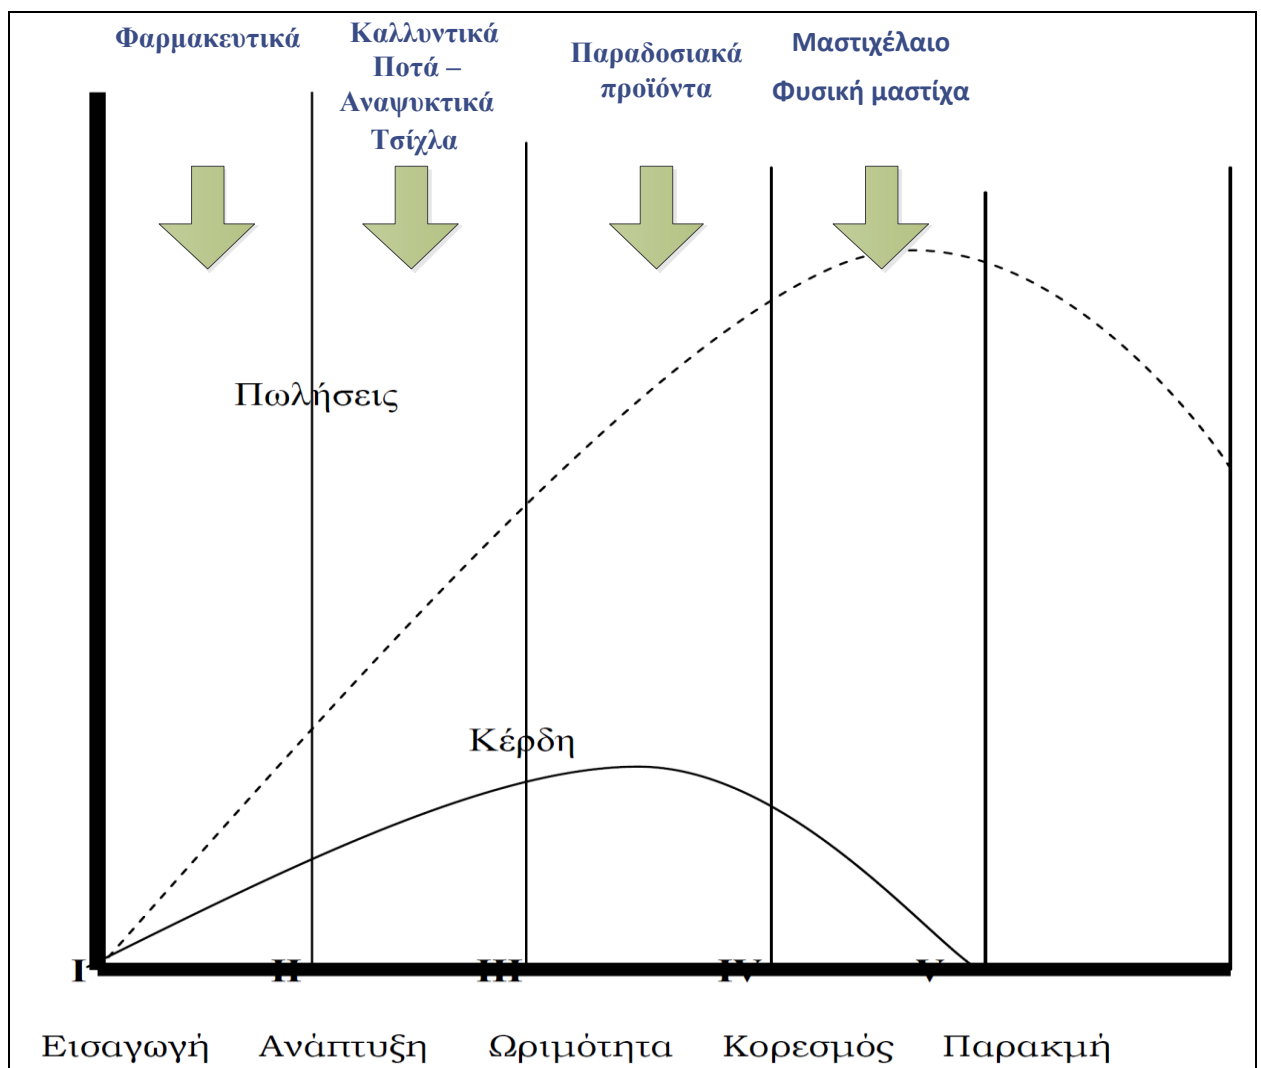 Φαρμακευτικά
Καλλυντικά
Ποτά –
Αναψυκτικά
Τσίχλα
Παραδοσιακά
προϊόντα
Μαστιχέλαιο
Φυσική μαστίχα
Πωλήσεις
Κέρδη
I
II
III
IV
V
Εισαγωγή
Ανάπτυξη
Ωριμότητα
Κορεσμός
Παρακμή